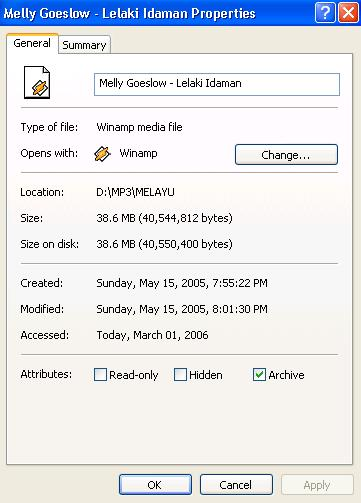 Melly Goeslow - Lelaki Idaman Properties
General Summary
Melly Goeslow - Lelaki Idaman
Type of file: Winamp media file
Opens with: Winamp Change...
Location: D:\MP3\MELAYU
Size: 38.6 MB (40,544,812 bytes)
Size on disk: 38.6 MB (40,550,400 bytes)
Created: Sunday, May 15, 2005, 7:55:22 PM
Modified: Sunday, May 15, 2005, 8:01:30 PM
Accessed: Today, March 01, 2006
Attributes: Read-only Hidden Archive
OK Cancel Apply